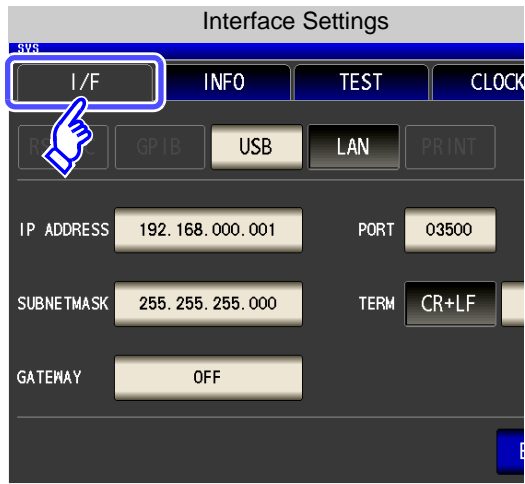 Interface Settings
SYS
I/F INFO TEST CLOCK
GPIB USB LAN PRINT
IP ADDRESS 192.168.000.001 PORT 03500
SUBNETMASK 255.255.255.000 TERM CR+LF
GATEWAY OFF